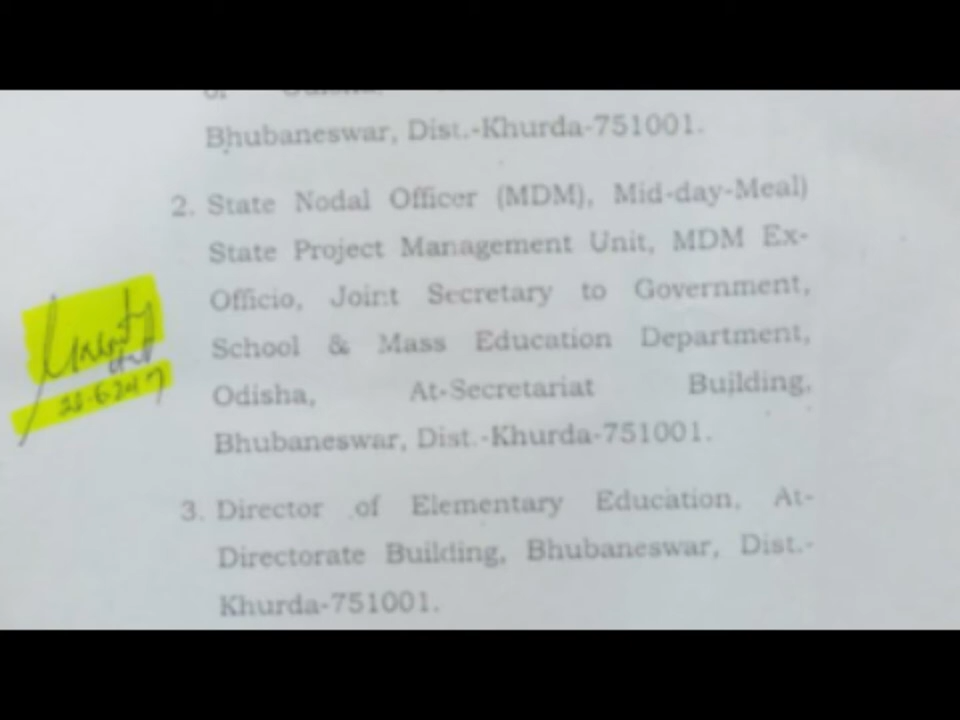 Bhubaneswar, Dist.-Khurda-751001.
2. State Nodal Officer (MDM), Mid-day-Meal)
State Project Management Unit, MDM Ex-
Officio, Joint Secretary to Government,
School & Mass Education Department,
Odisha, At-Secretariat Building,
Bhubaneswar, Dist.-Khurda-751001.
3. Director of Elementary Education, At-
Directorate Building, Bhubaneswar, Dist.-
Khurda-751001.